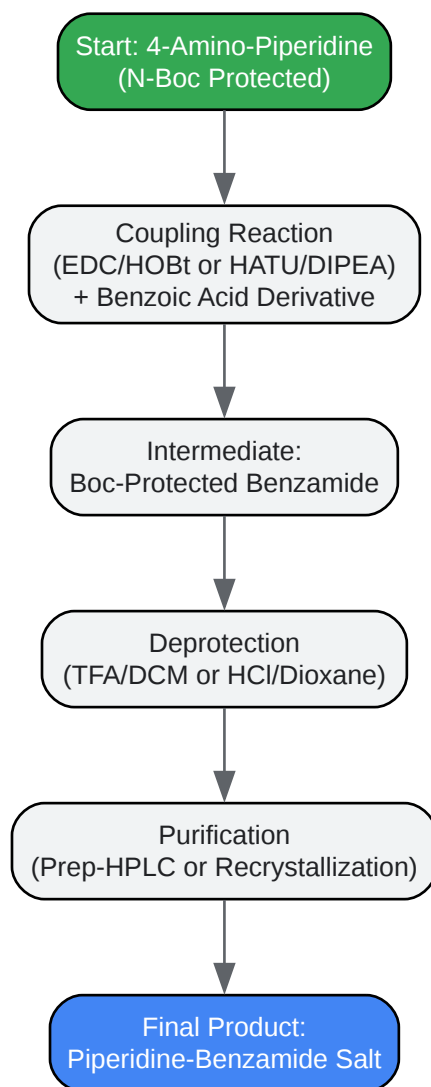 Start: 4-Amino-Piperidine
(N-Boc Protected)
Coupling Reaction
(EDC/HOBt or HATU/DIPEA)
+ Benzoic Acid Derivative
Intermediate:
Boc-Protected Benzamide
Deprotection
(TFA/DCM or HCl/Dioxane)
Purification
(Prep-HPLC or Recrystallization)
Final Product:
Piperidine-Benzamide Salt